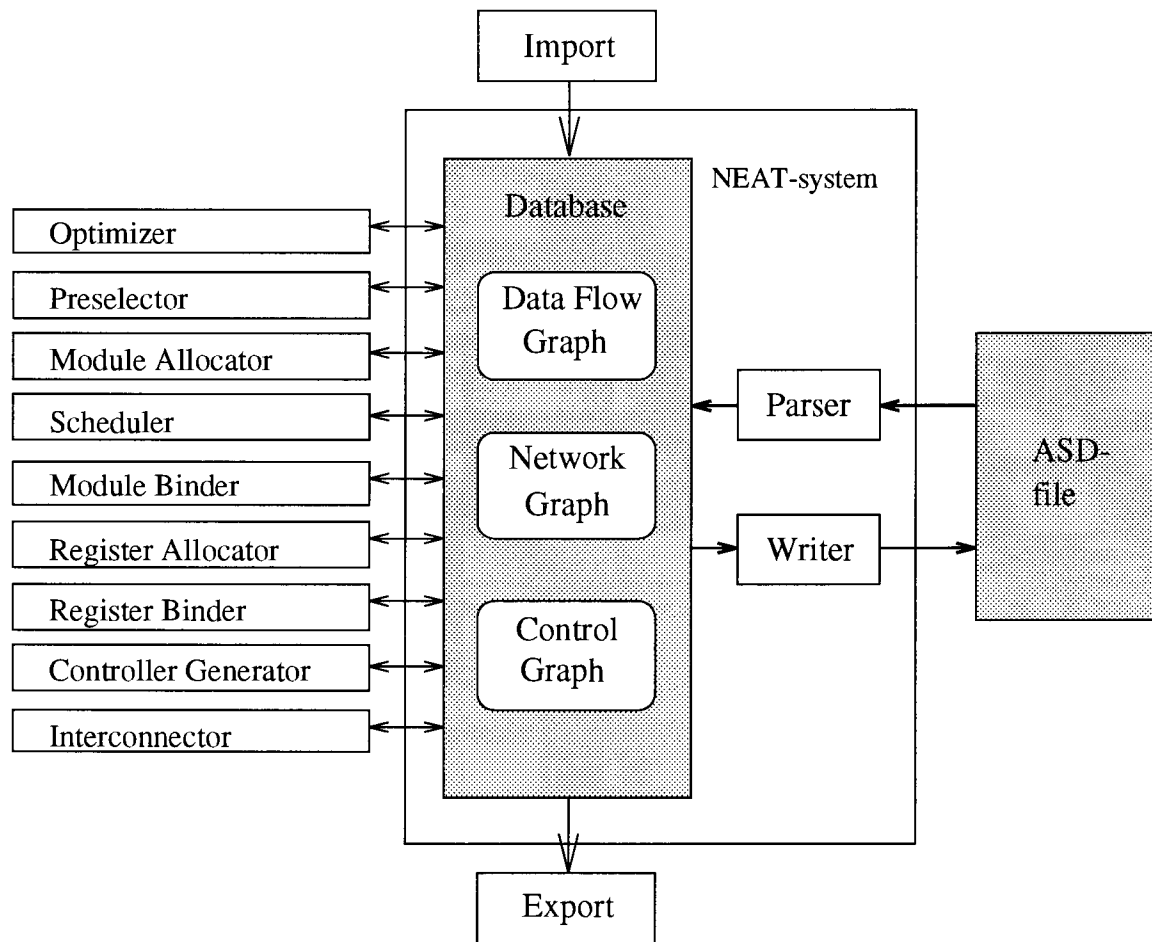 Import
NEAT-system
Database
Optimizer
Preselector
Module Allocator
Scheduler
Module Binder
Register Allocator
Register Binder
Controller Generator
Interconnector
Data Flow
Graph
Network
Graph
Control
Graph
Parser
Writer
ASD-
file
Export